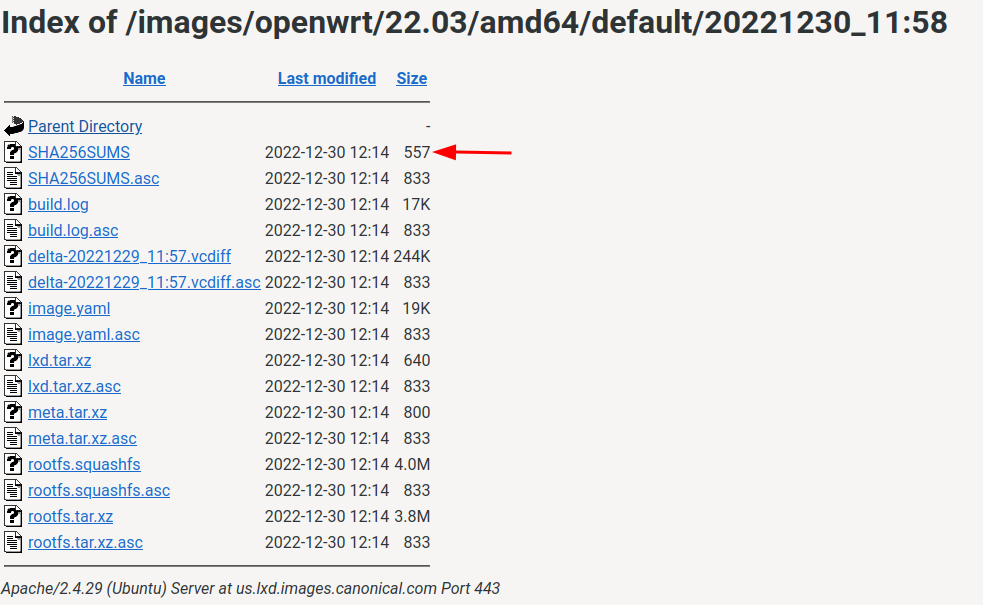 Index of /images/openwrt/22.03/amd64/default/20221230_11:58
Name Last modified Size
Parent Directory -
SHA256SUMS 2022-12-30 12:14 557
SHA256SUMS.asc 2022-12-30 12:14 833
build.log 2022-12-30 12:14 17K
build.log.asc 2022-12-30 12:14 833
delta-20221229_11:57.vcdiff 2022-12-30 12:14 244K
delta-20221229_11:57.vcdiff.asc 2022-12-30 12:14 833
image.yaml 2022-12-30 12:14 19K
image.yaml.asc 2022-12-30 12:14 833
lxd.tar.xz 2022-12-30 12:14 640
lxd.tar.xz.asc 2022-12-30 12:14 833
meta.tar.xz 2022-12-30 12:14 800
meta.tar.xz.asc 2022-12-30 12:14 833
rootfs.squashfs 2022-12-30 12:14 4.0M
rootfs.squashfs.asc 2022-12-30 12:14 833
rootfs.tar.xz 2022-12-30 12:14 3.8M
rootfs.tar.xz.asc 2022-12-30 12:14 833
Apache/2.4.29 (Ubuntu) Server at us.lxd.images.canonical.com Port 443